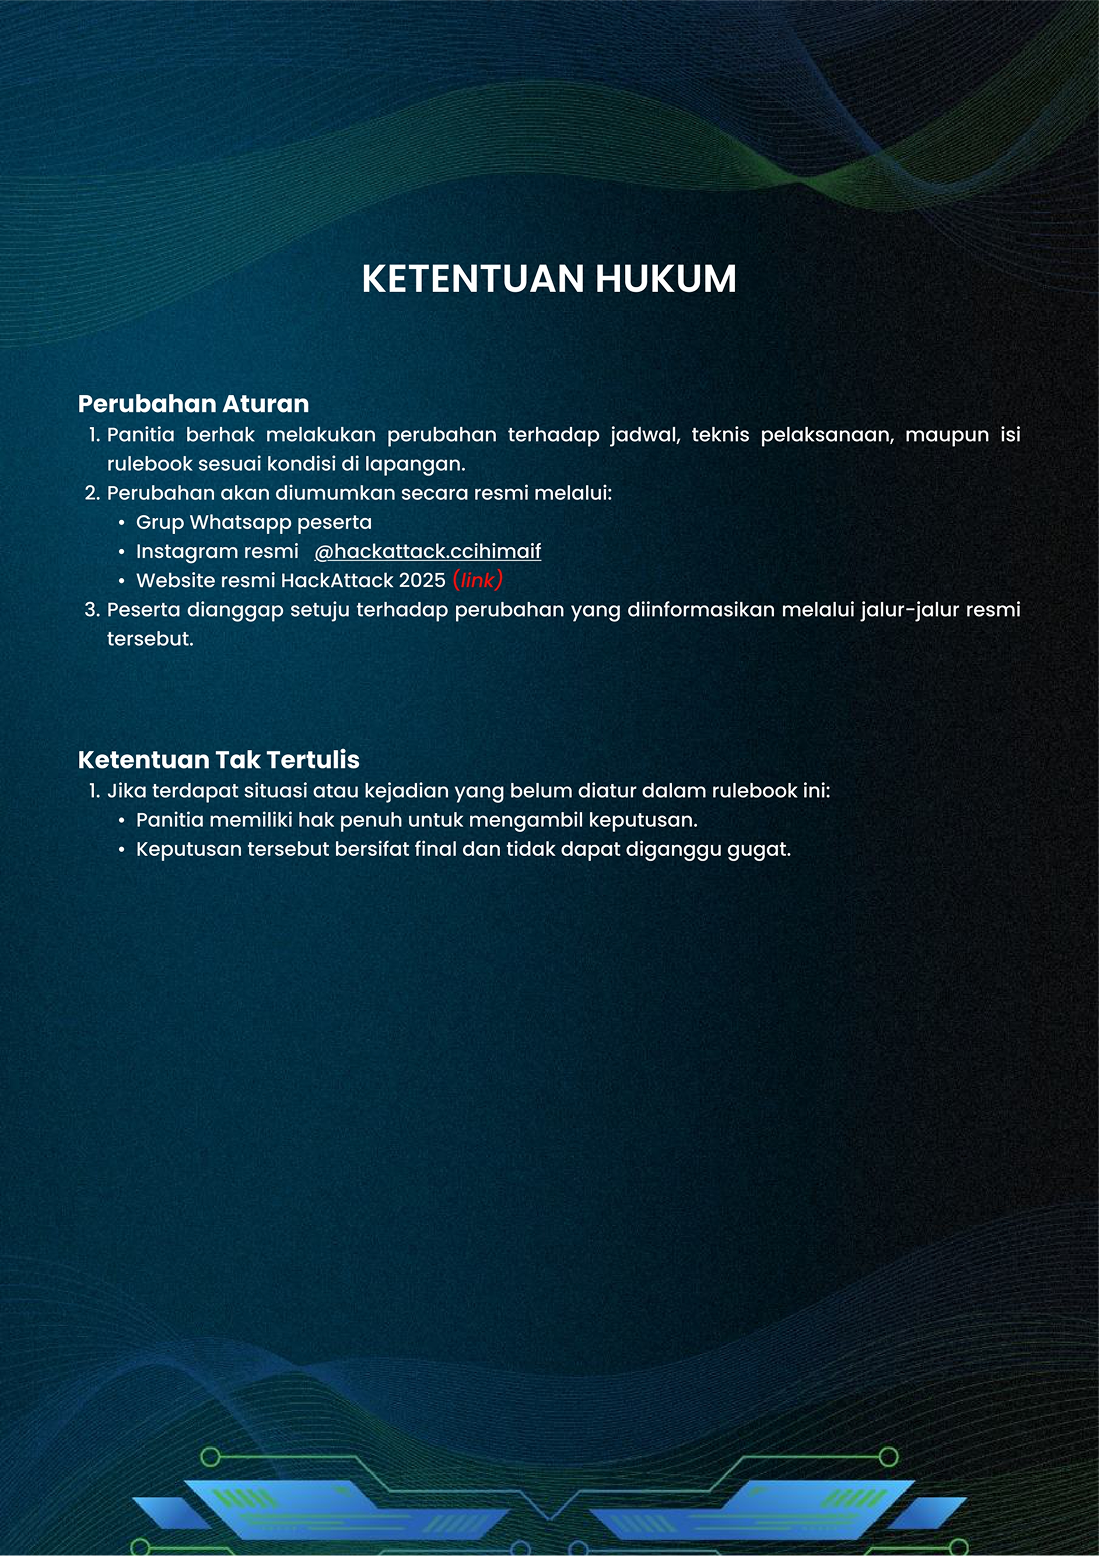 KETENTUAN HUKUM
Perubahan Aturan
1. Panitia berhak melakukan perubahan terhadap jadwal, teknis pelaksanaan, maupun isi
rulebook sesuai kondisi di lapangan.
2. Perubahan akan diumumkan secara resmi melalui:
• Grup Whatsapp peserta
• Instagram resmi @hackattack.ccihimaif
• Website resmi HackAttack 2025 (link)
3. Peserta dianggap setuju terhadap perubahan yang diinformasikan melalui jalur-jalur resmi
tersebut.
Ketentuan Tak Tertulis
1. Jika terdapat situasi atau kejadian yang belum diatur dalam rulebook ini:
• Panitia memiliki hak penuh untuk mengambil keputusan.
• Keputusan tersebut bersifat final dan tidak dapat diganggu gugat.